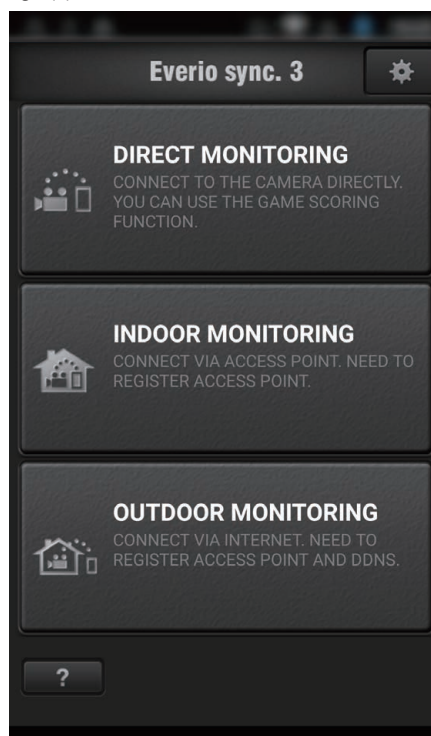 Everio sync. 3
DIRECT MONITORING
CONNECT TO THE CAMERA DIRECTLY.
YOU CAN USE THE GAME SCORING
FUNCTION.
INDOOR MONITORING
CONNECT VIA ACCESS POINT. NEED TO
REGISTER ACCESS POINT.
OUTDOOR MONITORING
CONNECT VIA INTERNET. NEED TO
REGISTER ACCESS POINT AND DDNS.
?